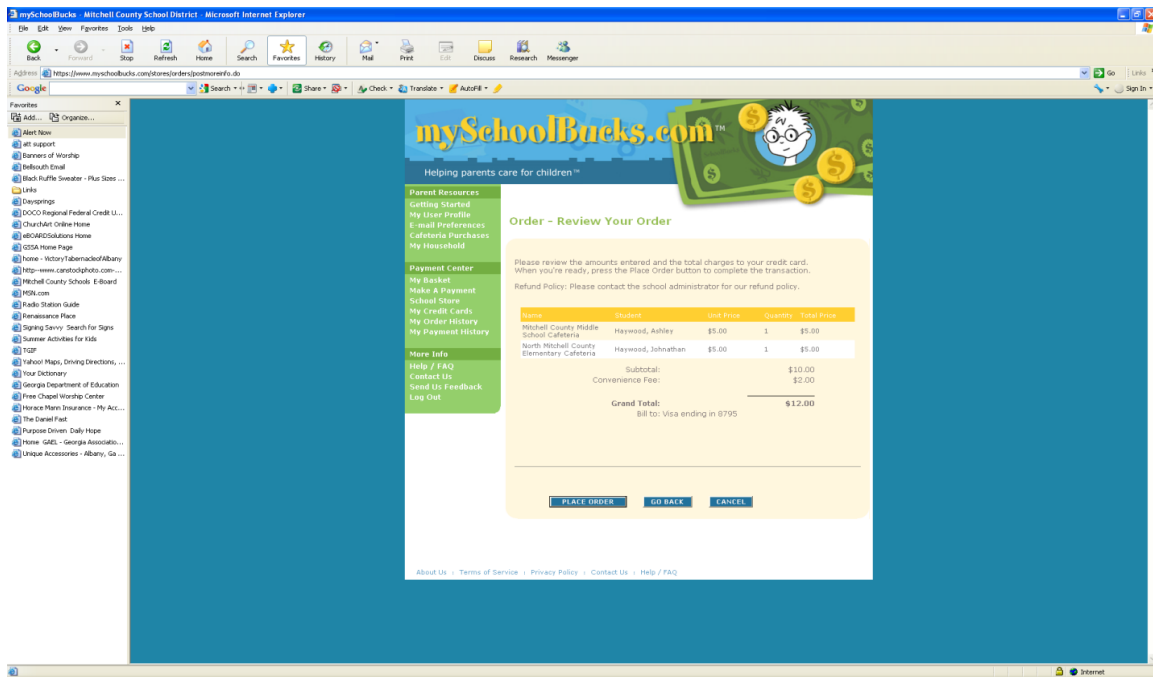 mySchoolBucks - Mitchell County School District - Microsoft Internet Explorer
File Edit View Favorites Tools Help
Back Forward Stop Refresh Home Search Favorites History Mail Print Edit Discuss Research Messenger
Address https://www.myschoolbucks.com/stores/orders/postmoreinfo.do Go Links
Google Search Share Check Translate AutoFill Sign In
Favorites
Add... Organize...
Alert Now
att support
Banners of Worship
Bellsouth Email
Black Ruffle Sweater - Plus Sizes ...
Links
Daysprings
DOCO Regional Federal Credit U...
ChurchArt Online Home
eBOARDSolutions Home
GSSA Home Page
home - VictoryTabernacleofAlbany
http--www.canstockphoto.com-...
Mitchell County Schools E-Board
MSN.com
Radio Station Guide
Renaissance Place
Signing Savvy Search for Signs
Summer Activities for Kids
TGIF
Yahoo! Maps, Driving Directions, ...
Your Dictionary
Georgia Department of Education
Free Chapel Worship Center
Horace Mann Insurance - My Acc...
The Daniel Fast
Purpose Driven Daily Hope
Home GAEL - Georgia Associatio...
Unique Accessories - Albany, Ga ...
mySchoolBucks.com™
Helping parents care for children™
Parent Resources
Getting Started
My User Profile
E-mail Preferences
Cafeteria Purchases
My Household
Payment Center
My Basket
Make A Payment
School Store
My Credit Cards
My Order History
My Payment History
More Info
Help / FAQ
Contact Us
Send Us Feedback
Log Out
Order - Review Your Order
Please review the amounts entered and the total charges to your credit card.
When you're ready, press the Place Order button to complete the transaction.
Refund Policy: Please contact the school administrator for our refund policy.
Name Student Unit Price Quantity Total Price
Mitchell County Middle School Cafeteria Haywood, Ashley $5.00 1 $5.00
North Mitchell County Elementary Cafeteria Haywood, Johnathan $5.00 1 $5.00
Subtotal: $10.00
Convenience Fee: $2.00
Grand Total: $12.00
Bill to: Visa ending in 8795
PLACE ORDER GO BACK CANCEL
About Us Terms of Service Privacy Policy Contact Us Help / FAQ
Internet